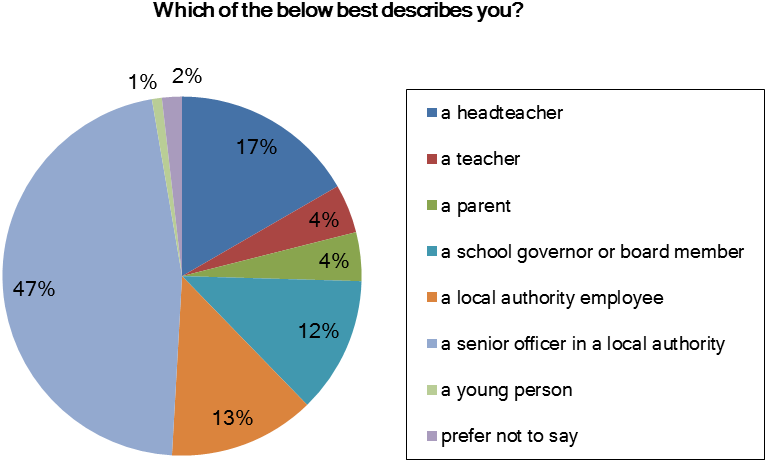 Which of the below best describes you?
1%
2%
17%
4%
4%
12%
13%
47%
a headteacher
a teacher
a parent
a school governor or board member
a local authority employee
a senior officer in a local authority
a young person
prefer not to say